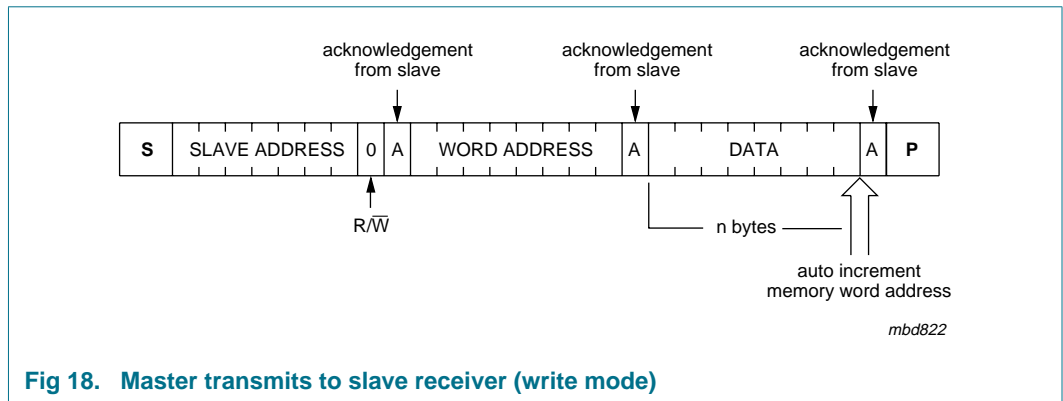 acknowledgement
from slave
acknowledgement
from slave
acknowledgement
from slave
S SLAVE ADDRESS 0 A WORD ADDRESS A DATA A P
R/W̅
n bytes
auto increment
memory word address
mbd822
Fig 18. Master transmits to slave receiver (write mode)